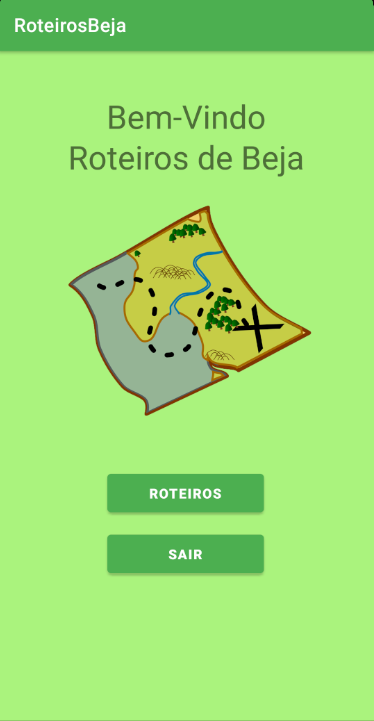 RoteirosBeja
Bem-Vindo
Roteiros de Beja
ROTEIROS
SAIR